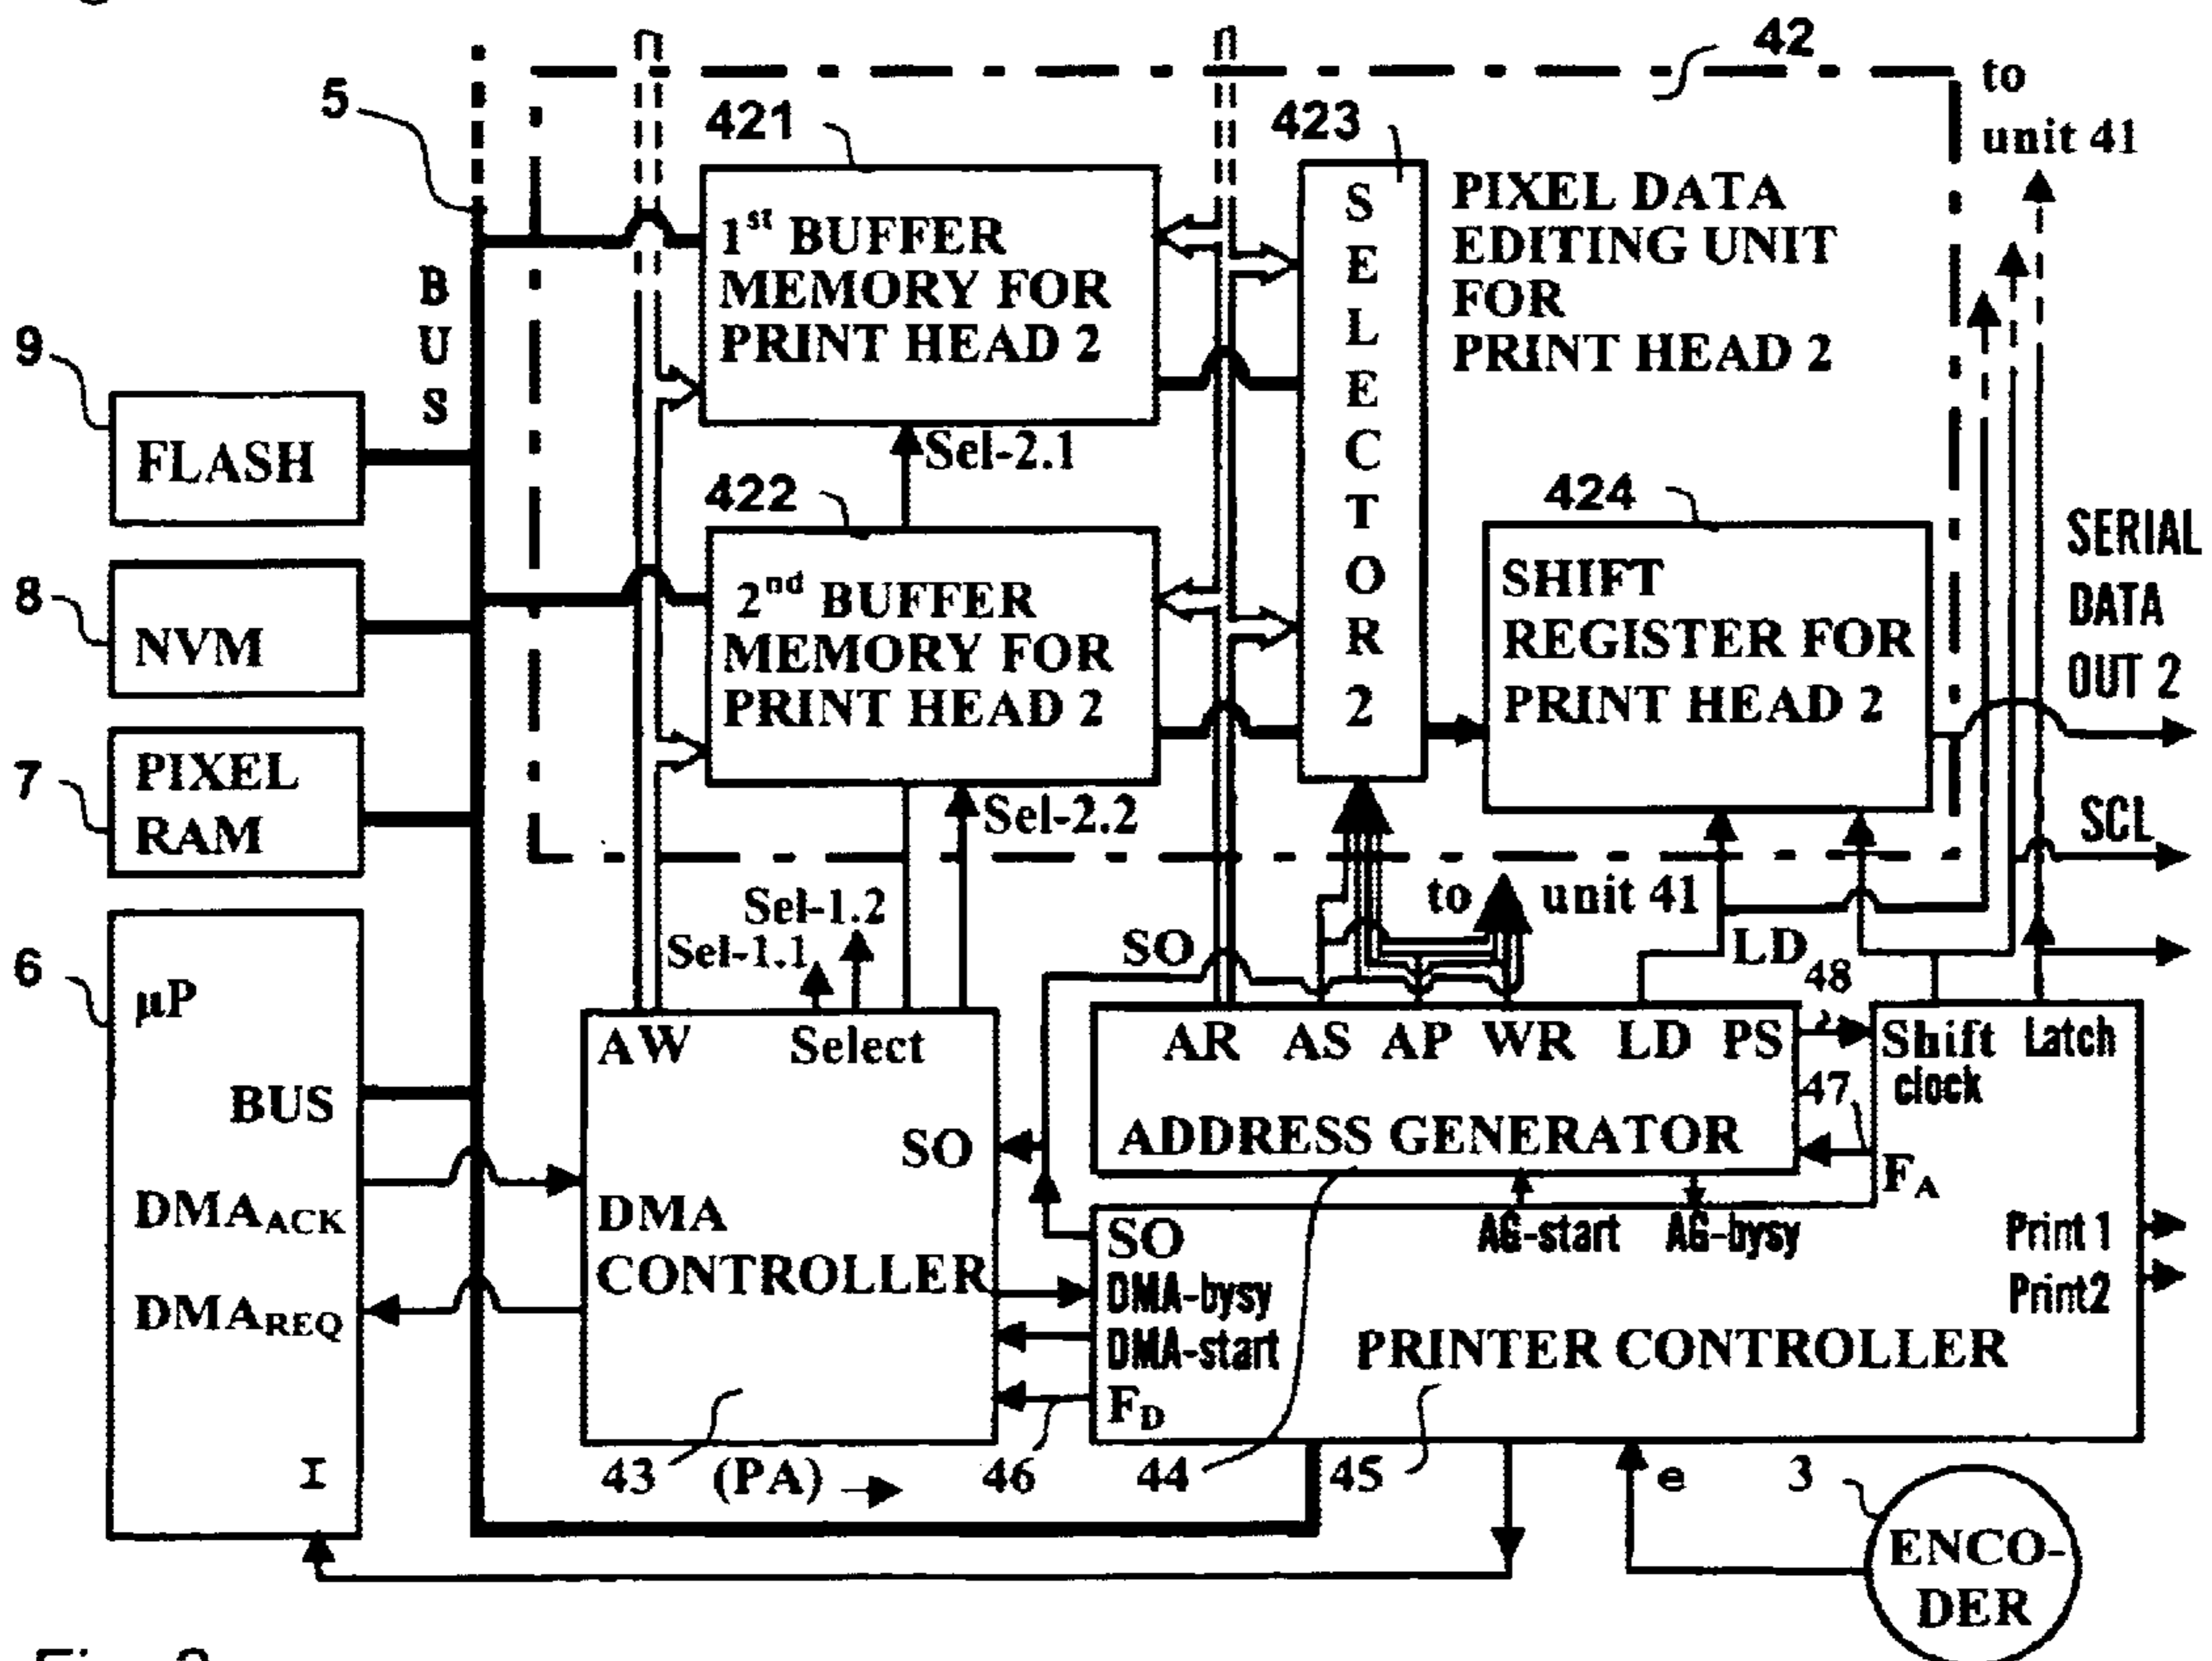 42
to
unit 41
5
421
423
1st BUFFER
MEMORY FOR
PRINT HEAD 2
SELECTOR 2
PIXEL DATA
EDITING UNIT
FOR
PRINT HEAD 2
BUS
9
FLASH
Sel-2.1
422
424
8
NVM
2nd BUFFER
MEMORY FOR
PRINT HEAD 2
SHIFT
REGISTER FOR
PRINT HEAD 2
SERIAL
DATA
OUT 2
7
PIXEL
RAM
Sel-2.2
SCL
Sel-1.2
Sel-1.1
to unit 41
SO
LD
48
6
μP
BUS
DMAACK
DMAREQ
I
AW
Select
SO
DMA
CONTROLLER
AR AS AP WR LD PS
ADDRESS GENERATOR
47
Shift
clock
Latch
FA
SO
AG-start
AG-bysy
DMA-bysy
DMA-start
FD
Print 1
Print2
PRINTER CONTROLLER
43
(PA)
46
44
45
e
3
ENCO-
DER